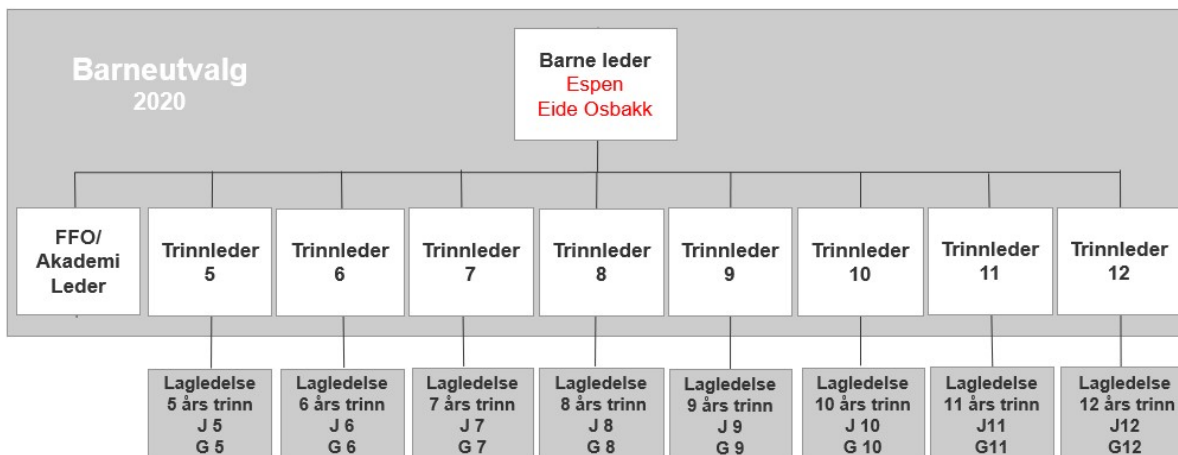 Barneutvalg
2020
Barne leder
Espen
Eide Osbakk
FFO/
Akademi
Leder
Trinnleder
5
Trinnleder
6
Trinnleder
7
Trinnleder
8
Trinnleder
9
Trinnleder
10
Trinnleder
11
Trinnleder
12
Lagledelse
5 års trinn
J 5
G 5
Lagledelse
6 års trinn
J 6
G 6
Lagledelse
7 års trinn
J 7
G 7
Lagledelse
8 års trinn
J 8
G 8
Lagledelse
9 års trinn
J 9
G 9
Lagledelse
10 års trinn
J 10
G 10
Lagledelse
11 års trinn
J11
G11
Lagledelse
12 års trinn
J12
G12